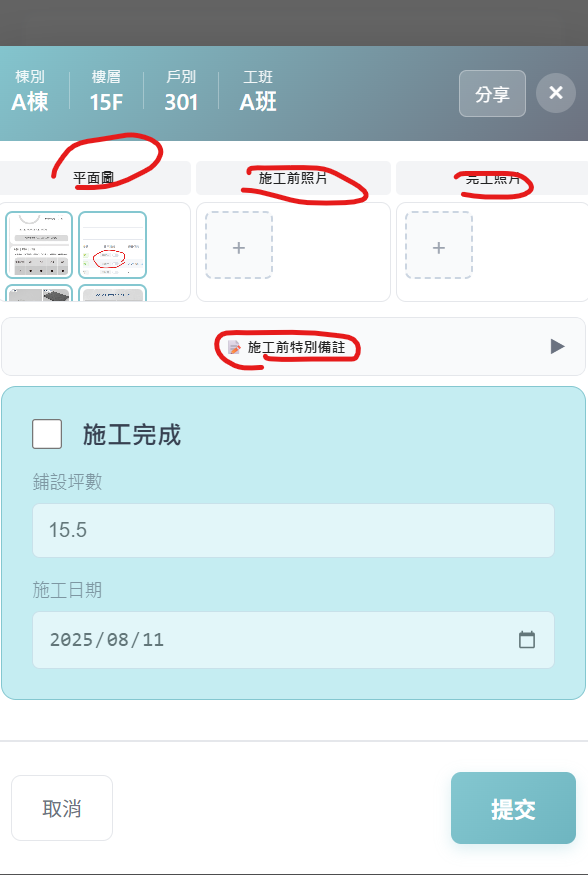 棟別 樓層 戶別 工班
A棟 15F 301 A班
分享
平面圖 施工前照片 完工照片
+ +
施工前特別備註
施工完成
鋪設坪數
15.5
施工日期
2025/08/11
取消 提交